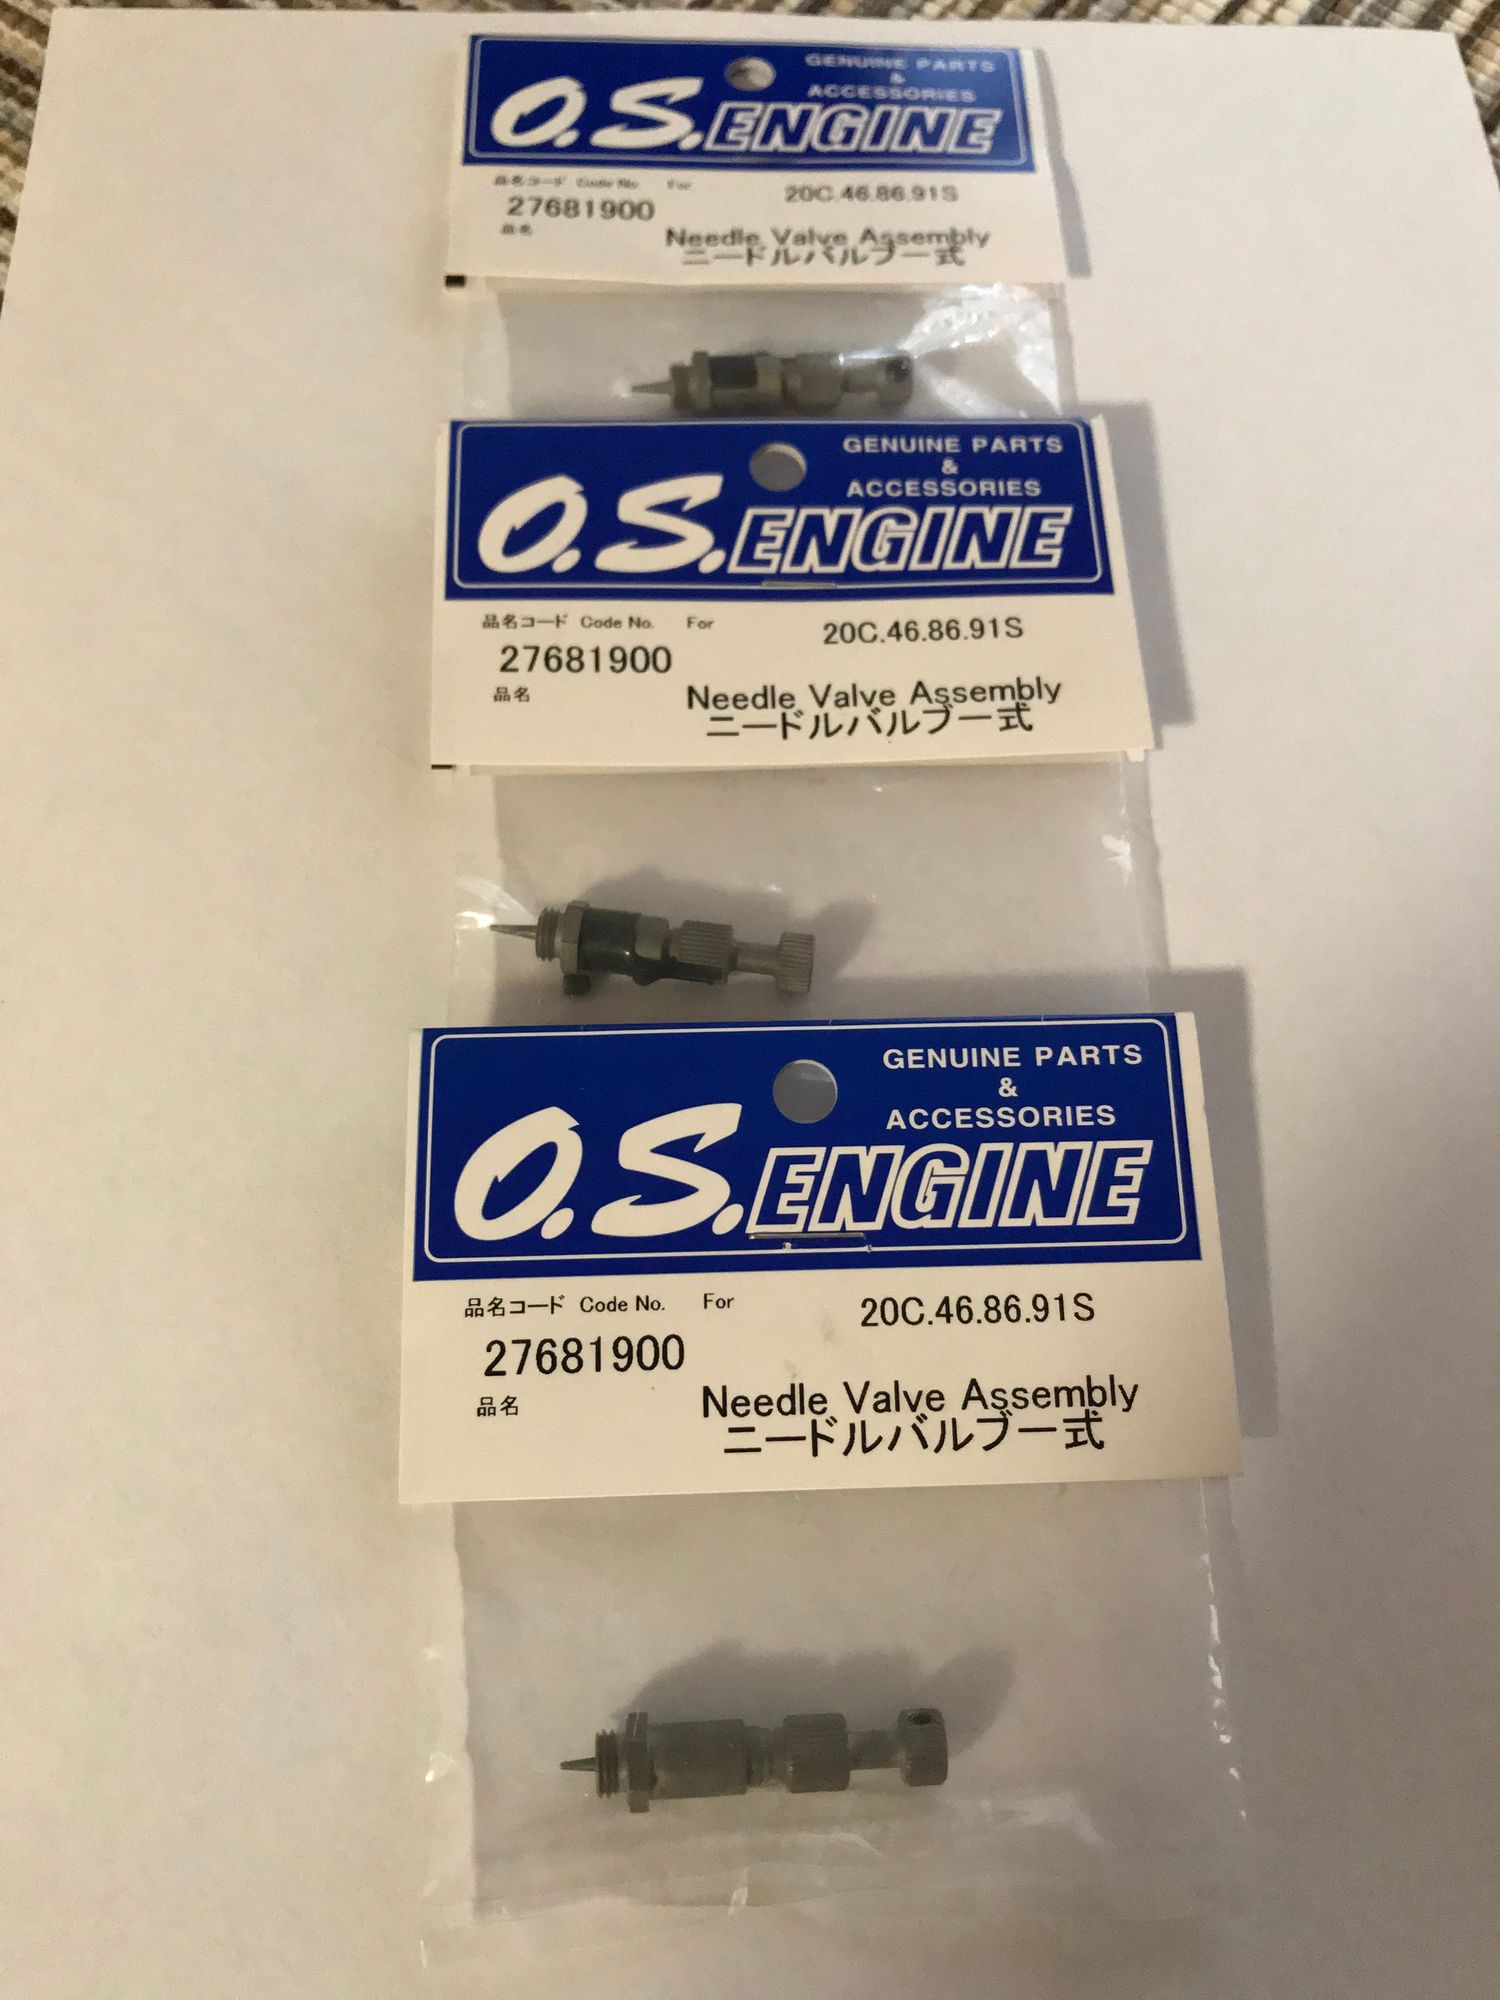 GENUINE PARTS
&
ACCESSORIES
O.S.ENGINE
品名コード Code No. For 20C.46.86.91S
27681900
品名 Needle Valve Assembly
ニードルバルブ一式
GENUINE PARTS
&
ACCESSORIES
O.S.ENGINE
品名コード Code No. For 20C.46.86.91S
27681900
品名 Needle Valve Assembly
ニードルバルブ一式
GENUINE PARTS
&
ACCESSORIES
O.S.ENGINE
品名コード Code No. For 20C.46.86.91S
27681900
品名 Needle Valve Assembly
ニードルバルブ一式